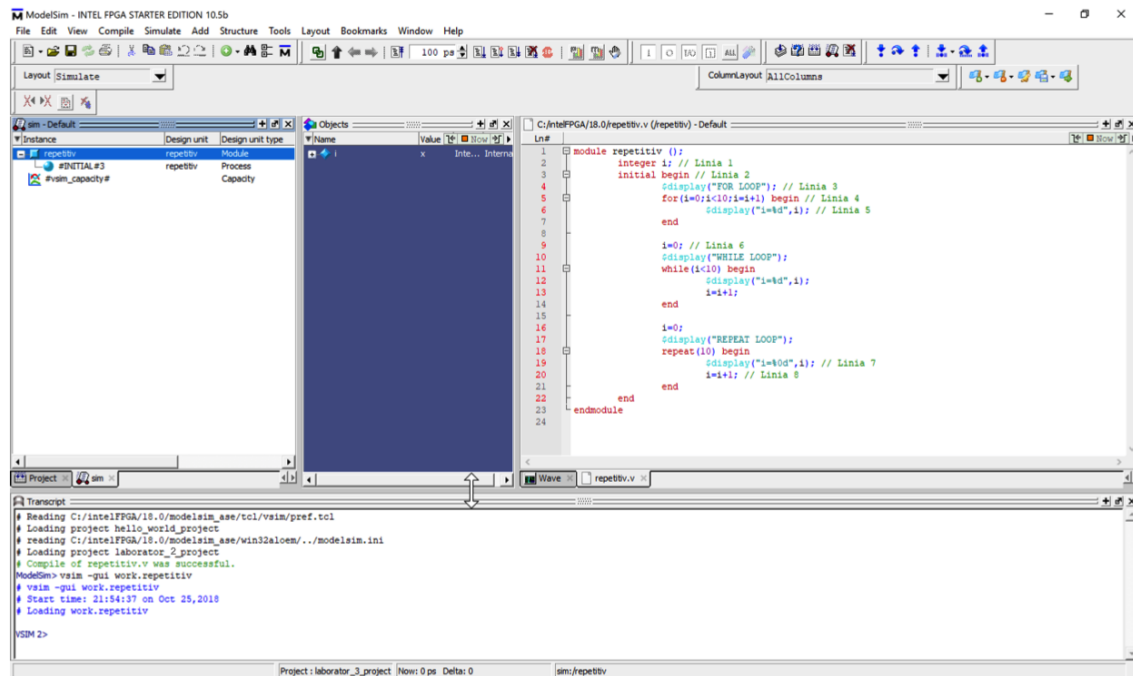 ModelSim - INTEL FPGA STARTER EDITION 10.5b
File Edit View Compile Simulate Add Structure Tools Layout Bookmarks Window Help
100 ps
Layout Simulate
ColumnLayout AllColumns
sim - Default
Instance Design unit Design unit type
repetitiv repetitiv Module
#INITIAL#3 repetitiv Process
#vsim_capacity# Capacity
Project sim
Objects
Name Value Now
i x Inte... Interna
C:/intelFPGA/18.0/repetitiv.v (/repetitiv) - Default
Ln# Now
1 module repetitiv ();
2 integer i; // Linia 1
3 initial begin // Linia 2
4 $display("FOR LOOP"); // Linia 3
5 for(i=0;i<10;i=i+1) begin // Linia 4
6 $display("i=%d",i); // Linia 5
7 end
8
9 i=0; // Linia 6
10 $display("WHILE LOOP");
11 while(i<10) begin
12 $display("i=%d",i);
13 i=i+1;
14 end
15
16 i=0;
17 $display("REPEAT LOOP");
18 repeat(10) begin
19 $display("i=%0d",i); // Linia 7
20 i=i+1; // Linia 8
21 end
22 end
23 endmodule
24
Wave repetitiv.v
Transcript
# Reading C:/intelFPGA/18.0/modelsim_ase/tcl/vsim/pref.tcl
# Loading project hello_world_project
# reading C:/intelFPGA/18.0/modelsim_ase/win32aloem/../modelsim.ini
# Loading project laborator_2_project
# Compile of repetitiv.v was successful.
ModelSim> vsim -gui work.repetitiv
# vsim -gui work.repetitiv
# Start time: 21:54:37 on Oct 25,2018
# Loading work.repetitiv
VSIM 2>
Project : laborator_3_project Now: 0 ps Delta: 0 sim:/repetitiv